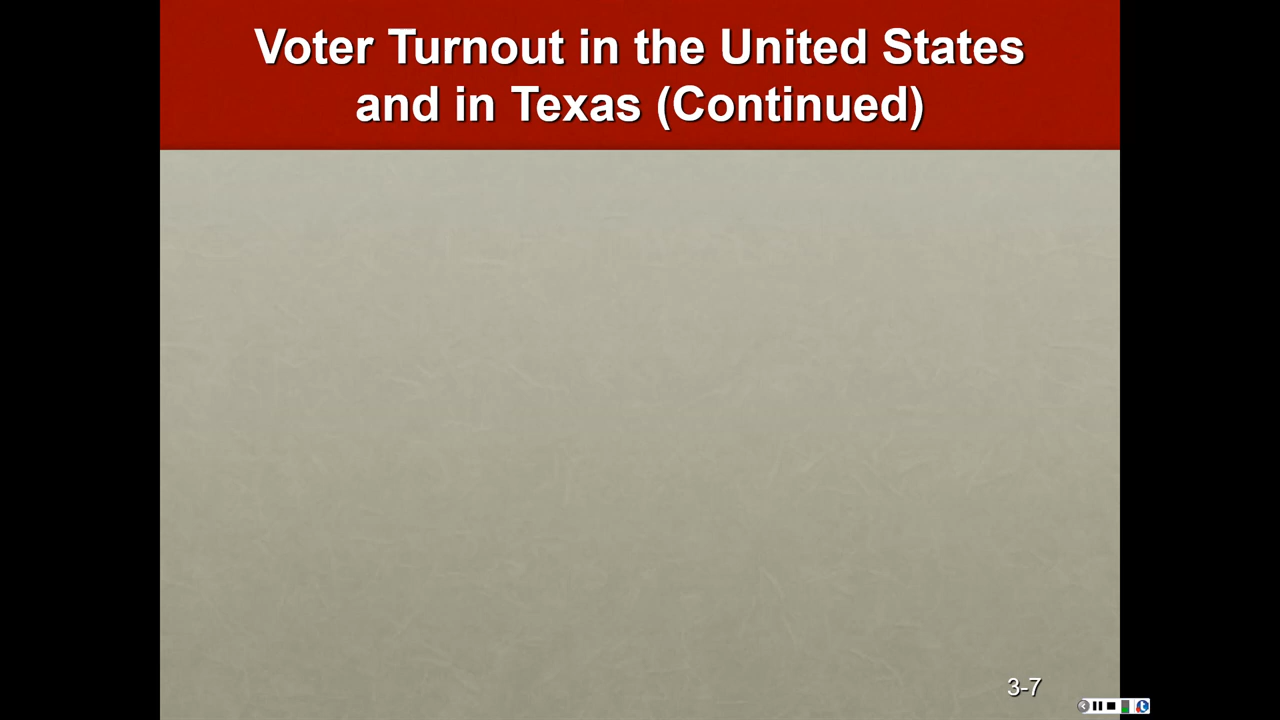 Voter Turnout in the United States
and in Texas (Continued)
3-7